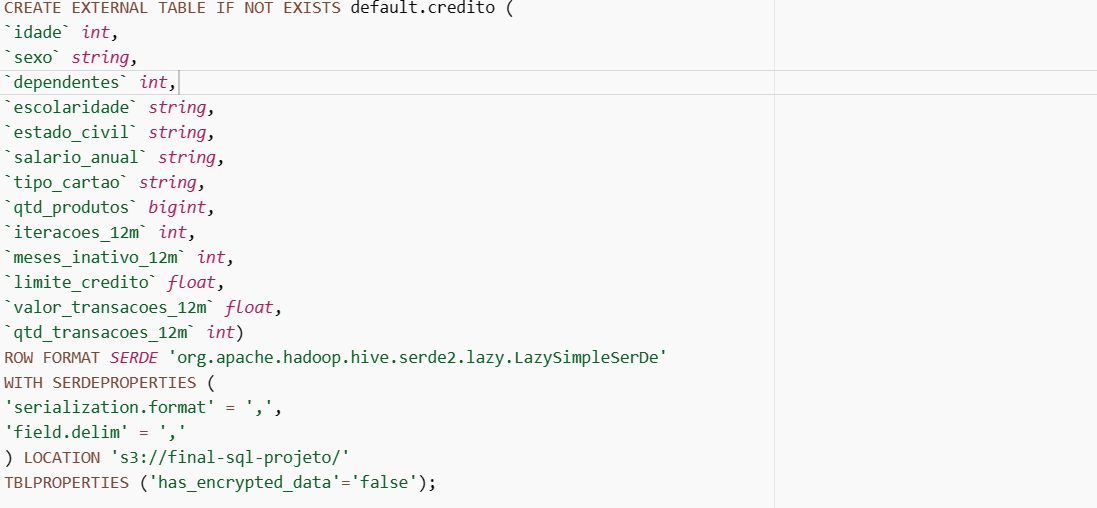 CREATE EXTERNAL TABLE IF NOT EXISTS default.credito (
`idade` int,
`sexo` string,
`dependentes` int,
`escolaridade` string,
`estado_civil` string,
`salario_anual` string,
`tipo_cartao` string,
`qtd_produtos` bigint,
`iteracoes_12m` int,
`meses_inativo_12m` int,
`limite_credito` float,
`valor_transacoes_12m` float,
`qtd_transacoes_12m` int)
ROW FORMAT SERDE 'org.apache.hadoop.hive.serde2.lazy.LazySimpleSerDe'
WITH SERDEPROPERTIES (
'serialization.format' = ',',
'field.delim' = ','
) LOCATION 's3://final-sql-projeto/'
TBLPROPERTIES ('has_encrypted_data'='false');